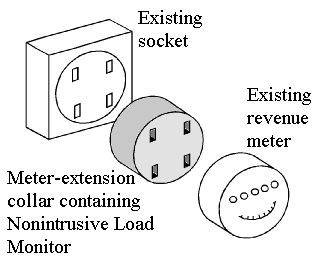 Existing
socket
Existing
revenue
meter
Meter-extension
collar containing
Nonintrusive Load
Monitor